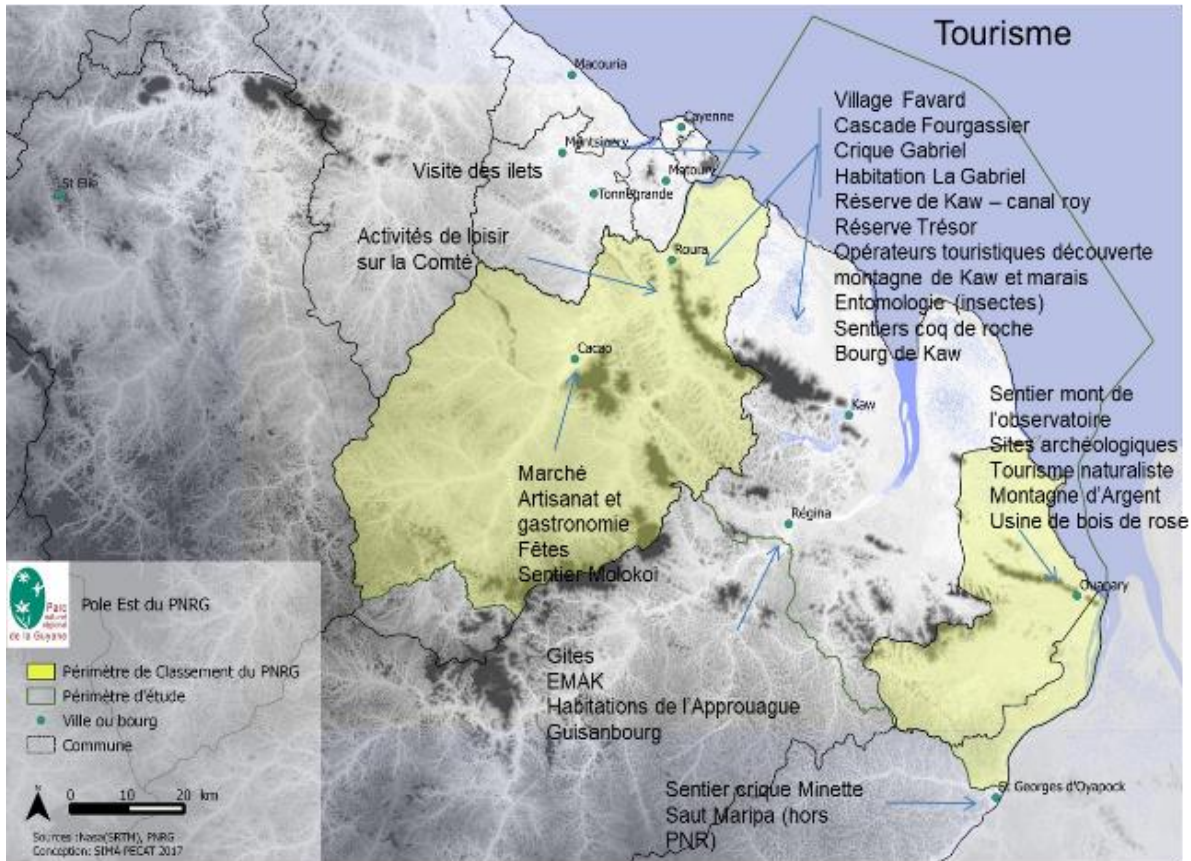 Tourisme
Macouria
Cayenne
Montsinery
Matoury
Tonnegrande
St Elie
Roura
Cacao
Kaw
Régina
Ouanary
St Georges d'Oyapock
Visite des ilets
Activités de loisir
sur la Comté
Village Favard
Cascade Fourgassier
Crique Gabriel
Habitation La Gabriel
Réserve de Kaw – canal roy
Réserve Trésor
Opérateurs touristiques découverte
montagne de Kaw et marais
Entomologie (insectes)
Sentiers coq de roche
Bourg de Kaw
Sentier mont de
l'observatoire
Sites archéologiques
Tourisme naturaliste
Montagne d'Argent
Usine de bois de rose
Marché
Artisanat et
gastronomie
Fêtes
Sentier Molokoï
Gites
EMAK
Habitations de l'Approuague
Guisanbourg
Sentier crique Minette
Saut Maripa (hors
PNR)
Parc
naturel
régional
de la Guyane
Pole Est du PNRG
Périmètre de Classement du PNRG
Périmètre d'étude
Ville ou bourg
Commune
N
0 10 20 km
Sources :Nasa(SRTM), PNRG
Conception: SIMA-PECAT 2017